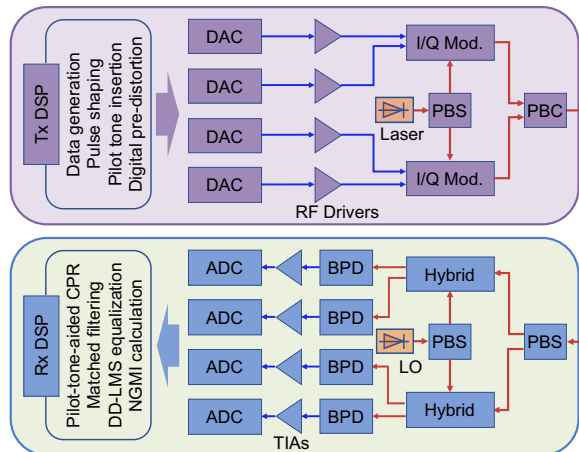 Tx DSP
Data generation
Pulse shaping
Pilot tone insertion
Digital pre-distortion
DAC
DAC
DAC
DAC
I/Q Mod.
Laser
PBS
PBC
I/Q Mod.
RF Drivers
Rx DSP
Pilot-tone-aided CPR
Matched filtering
DD-LMS equalization
NGMI calculation
ADC
BPD
Hybrid
ADC
BPD
LO
PBS
PBS
ADC
BPD
ADC
BPD
Hybrid
TIAs